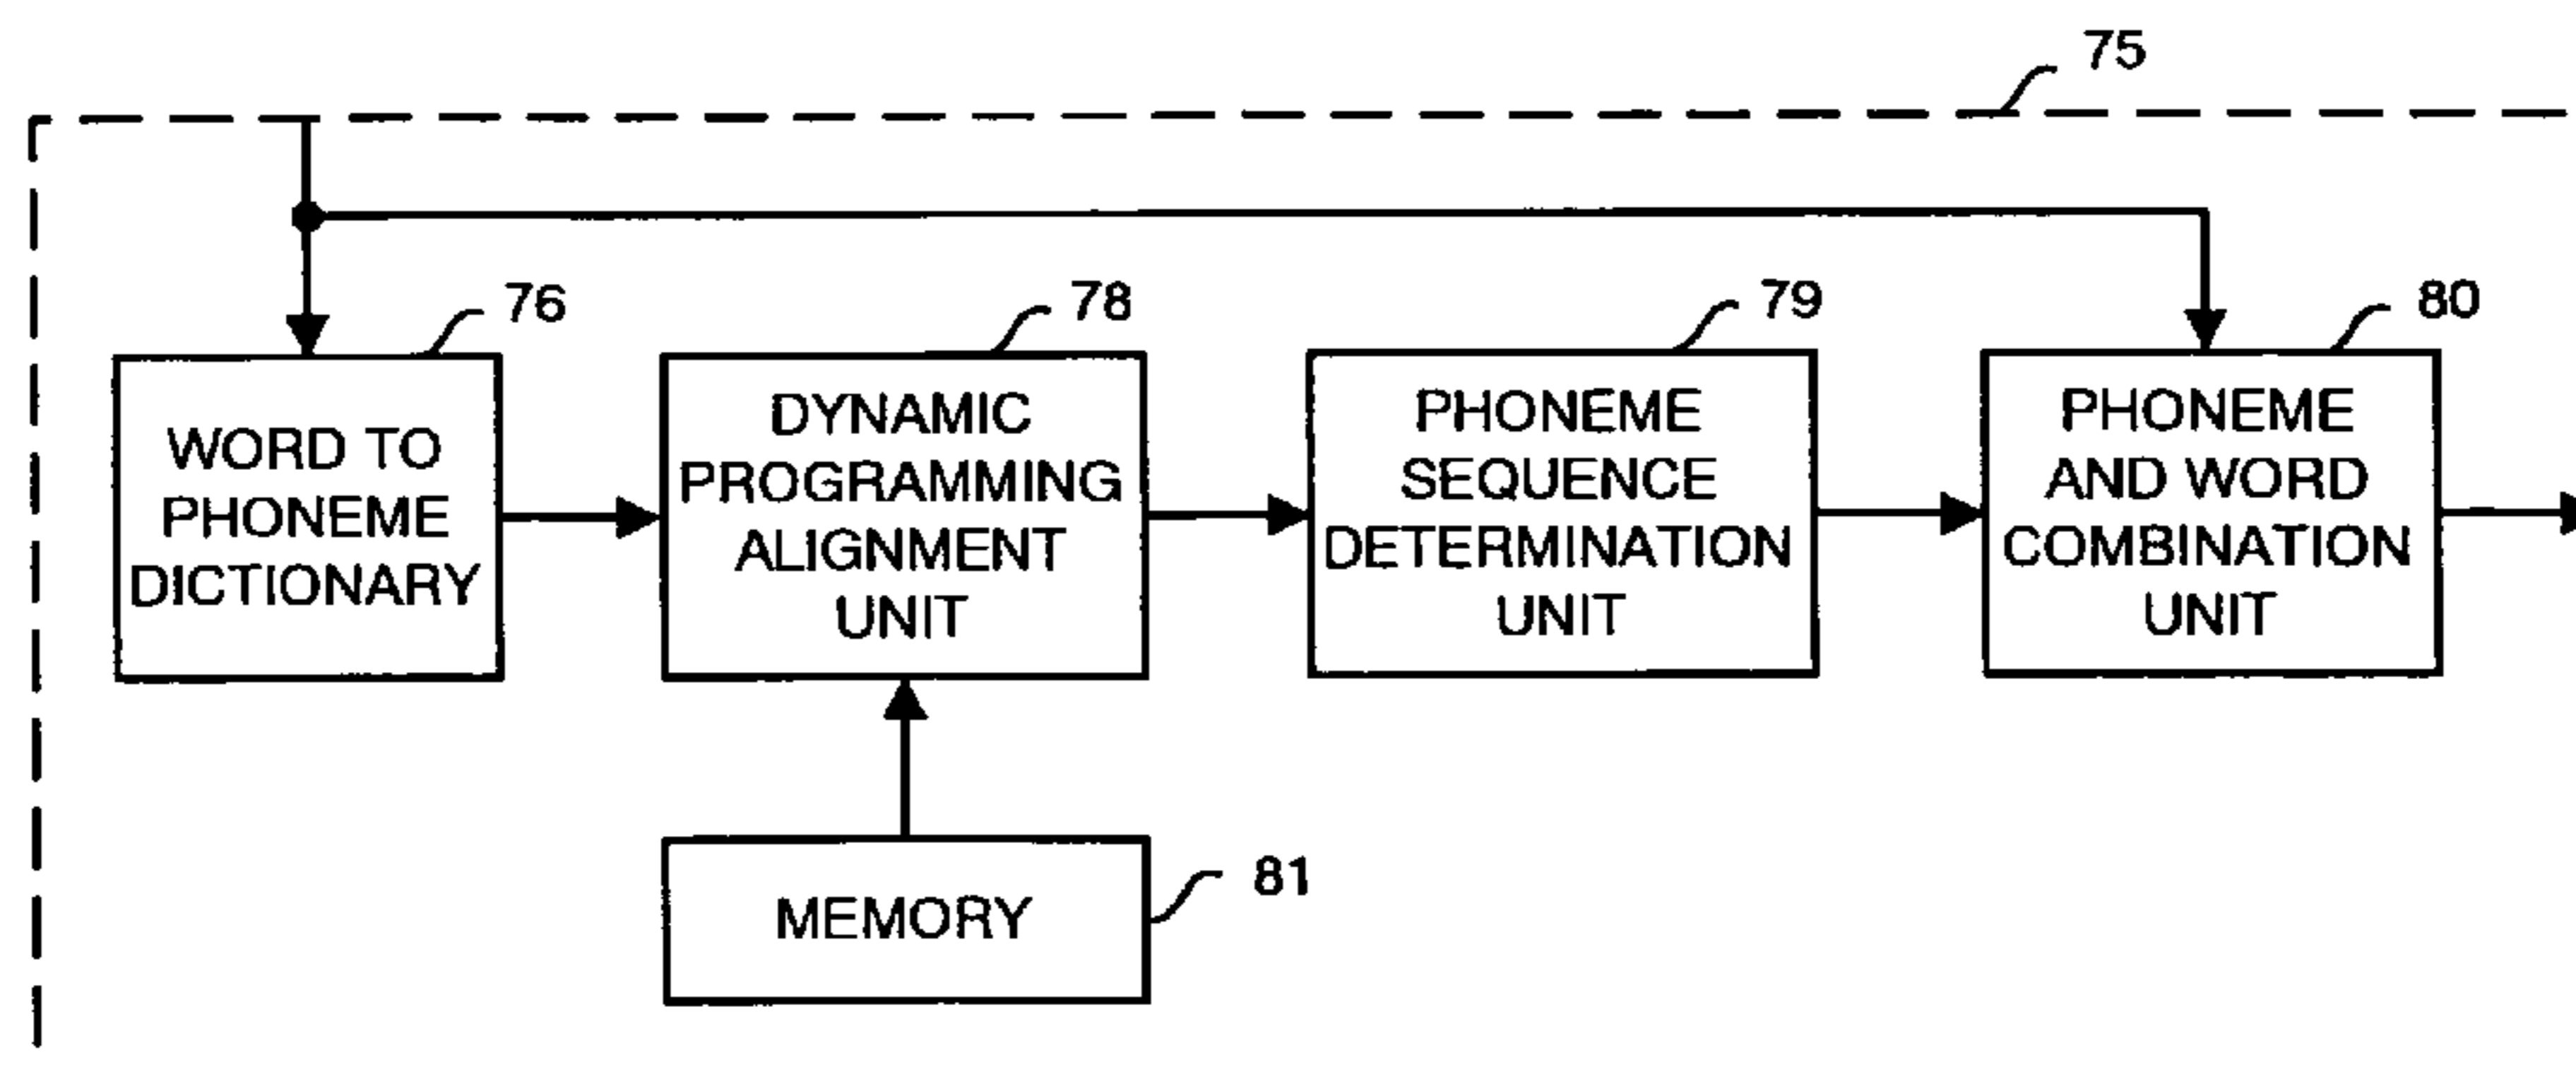 75
76
78
79
80
WORD TO
PHONEME
DICTIONARY
DYNAMIC
PROGRAMMING
ALIGNMENT
UNIT
PHONEME
SEQUENCE
DETERMINATION
UNIT
PHONEME
AND WORD
COMBINATION
UNIT
81
MEMORY